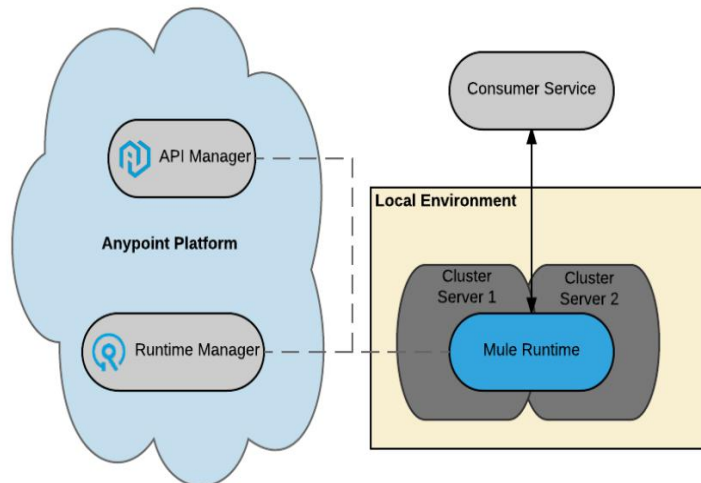 API Manager
Anypoint Platform
Runtime Manager
Consumer Service
Local Environment
Cluster
Server 1
Cluster
Server 2
Mule Runtime